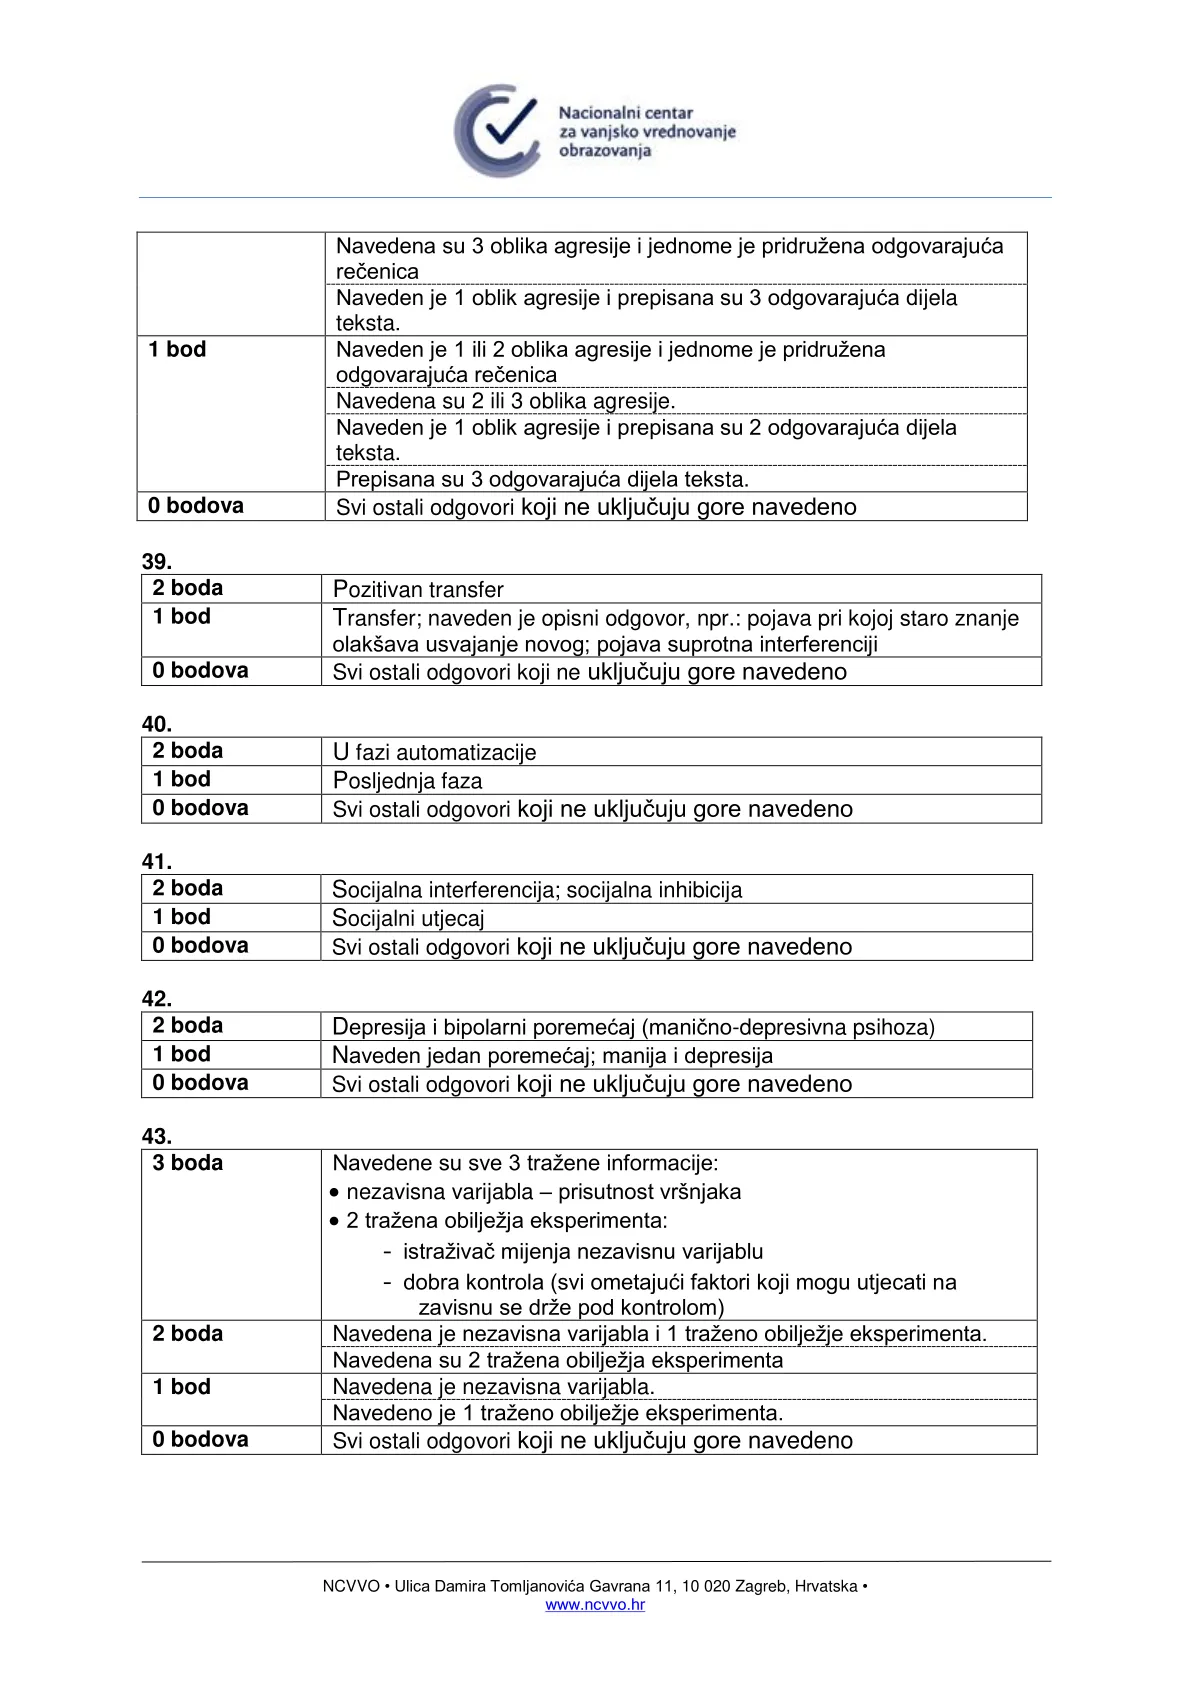 Nacionalni centar
za vanjsko vrednovanje
obrazovanja
Navedena su 3 oblika agresije i jednome je pridružena odgovarajuća
rečenica
Naveden je 1 oblik agresije i prepisana su 3 odgovarajuća dijela
teksta.
1 bod
Naveden je 1 ili 2 oblika agresije i jednome je pridružena
odgovarajuća rečenica
Navedena su 2 ili 3 oblika agresije.
Naveden je 1 oblik agresije i prepisana su 2 odgovarajuća dijela
teksta.
Prepisana su 3 odgovarajuća dijela teksta.
0 bodova
Svi ostali odgovori koji ne uključuju gore navedeno
39.
2 boda
Pozitivan transfer
1 bod
Transfer; naveden je opisni odgovor, npr.: pojava pri kojoj staro znanje
olakšava usvajanje novog; pojava suprotna interferenciji
0 bodova
Svi ostali odgovori koji ne uključuju gore navedeno
40.
2 boda
U fazi automatizacije
1 bod
Posljednja faza
0 bodova
Svi ostali odgovori koji ne uključuju gore navedeno
41.
2 boda
Socijalna interferencija; socijalna inhibicija
1 bod
Socijalni utjecaj
0 bodova
Svi ostali odgovori koji ne uključuju gore navedeno
42.
2 boda
Depresija i bipolarni poremećaj (manično-depresivna psihoza)
1 bod
Naveden jedan poremećaj; manija i depresija
0 bodova
Svi ostali odgovori koji ne uključuju gore navedeno
43.
3 boda
Navedene su sve 3 tražene informacije:
• nezavisna varijabla – prisutnost vršnjaka
• 2 tražena obilježja eksperimenta:
- istraživač mijenja nezavisnu varijablu
- dobra kontrola (svi ometajući faktori koji mogu utjecati na
zavisnu se drže pod kontrolom)
2 boda
Navedena je nezavisna varijabla i 1 traženo obilježje eksperimenta.
Navedena su 2 tražena obilježja eksperimenta
1 bod
Navedena je nezavisna varijabla.
Navedeno je 1 traženo obilježje eksperimenta.
0 bodova
Svi ostali odgovori koji ne uključuju gore navedeno
NCVVO • Ulica Damira Tomljanovića Gavrana 11, 10 020 Zagreb, Hrvatska •
www.ncvvo.hr